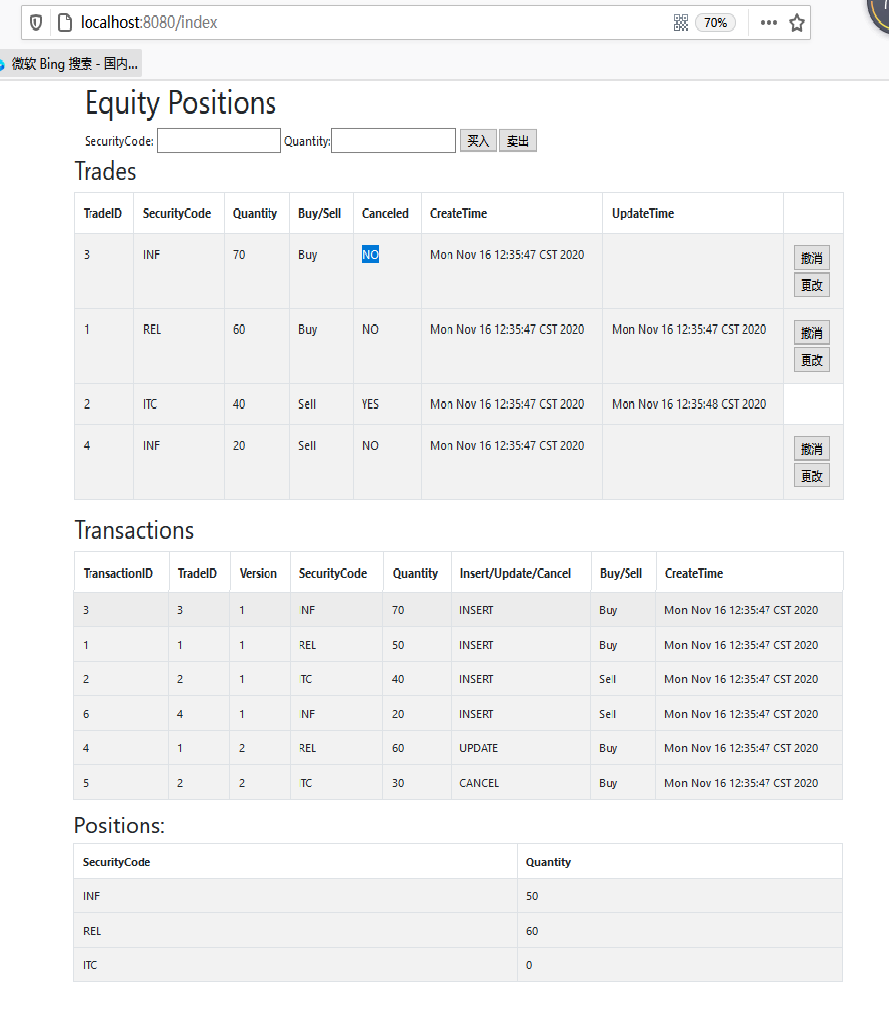 localhost:8080/index 70%
微软 Bing 搜索 - 国内...
Equity Positions
SecurityCode: Quantity: 买入 卖出
Trades
TradeID SecurityCode Quantity Buy/Sell Canceled CreateTime UpdateTime
3 INF 70 Buy NO Mon Nov 16 12:35:47 CST 2020 撤消
更改
1 REL 60 Buy NO Mon Nov 16 12:35:47 CST 2020 Mon Nov 16 12:35:47 CST 2020 撤消
更改
2 ITC 40 Sell YES Mon Nov 16 12:35:47 CST 2020 Mon Nov 16 12:35:48 CST 2020
4 INF 20 Sell NO Mon Nov 16 12:35:47 CST 2020 撤消
更改
Transactions
TransactionID TradeID Version SecurityCode Quantity Insert/Update/Cancel Buy/Sell CreateTime
3 3 1 INF 70 INSERT Buy Mon Nov 16 12:35:47 CST 2020
1 1 1 REL 50 INSERT Buy Mon Nov 16 12:35:47 CST 2020
2 2 1 ITC 40 INSERT Sell Mon Nov 16 12:35:47 CST 2020
6 4 1 INF 20 INSERT Sell Mon Nov 16 12:35:47 CST 2020
4 1 2 REL 60 UPDATE Buy Mon Nov 16 12:35:47 CST 2020
5 2 2 ITC 30 CANCEL Buy Mon Nov 16 12:35:47 CST 2020
Positions:
SecurityCode Quantity
INF 50
REL 60
ITC 0